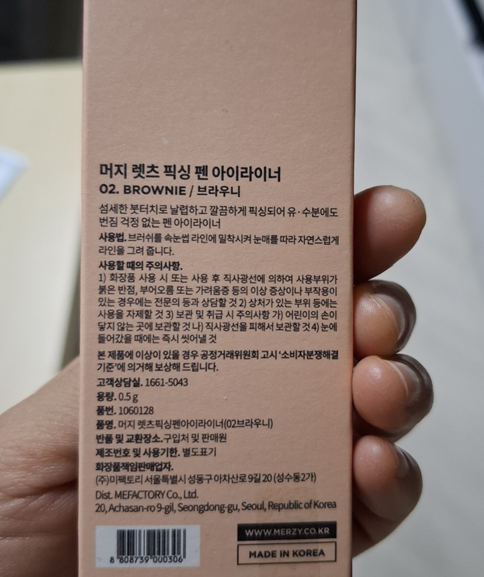 머지 렛츠 픽싱 펜 아이라이너
02. BROWNIE / 브라우니
섬세한 붓터치로 날렵하고 깔끔하게 픽싱되어 유·수분에도
번짐 걱정 없는 펜 아이라이너
사용법. 브러쉬를 속눈썹 라인에 밀착시켜 눈매를 따라 자연스럽게
라인을 그려 줍니다.
사용할 때의 주의사항.
1) 화장품 사용 시 또는 사용 후 직사광선에 의하여 사용부위가
붉은 반점, 부어오름 또는 가려움증 등의 이상 증상이나 부작용이
있는 경우에는 전문의 등과 상담할 것 2) 상처가 있는 부위 등에는
사용을 자제할 것 3) 보관 및 취급 시 주의사항 가) 어린이의 손이
닿지 않는 곳에 보관할 것 나) 직사광선을 피해서 보관할 것 4) 눈에
들어갔을 때에는 즉시 씻어낼 것
본 제품에 이상이 있을 경우 공정거래위원회 고시 '소비자분쟁해결
기준'에 의거해 보상해 드립니다.
고객상담실. 1661-5043
용량. 0.5 g
품번. 1060128
품명. 머지 렛츠픽싱펜아이라이너(02브라우니)
반품 및 교환장소. 구입처 및 판매원
제조번호 및 사용기한. 별도표기
화장품책임판매업자.
(주)미팩토리 서울특별시 성동구 아차산로 9길 20 (성수동2가)
Dist. MEFACTORY Co., Ltd.
20, Achasan-ro 9-gil, Seongdong-gu, Seoul, Republic of Korea
WWW.MERZY.CO.KR
MADE IN KOREA
8 808739 000306